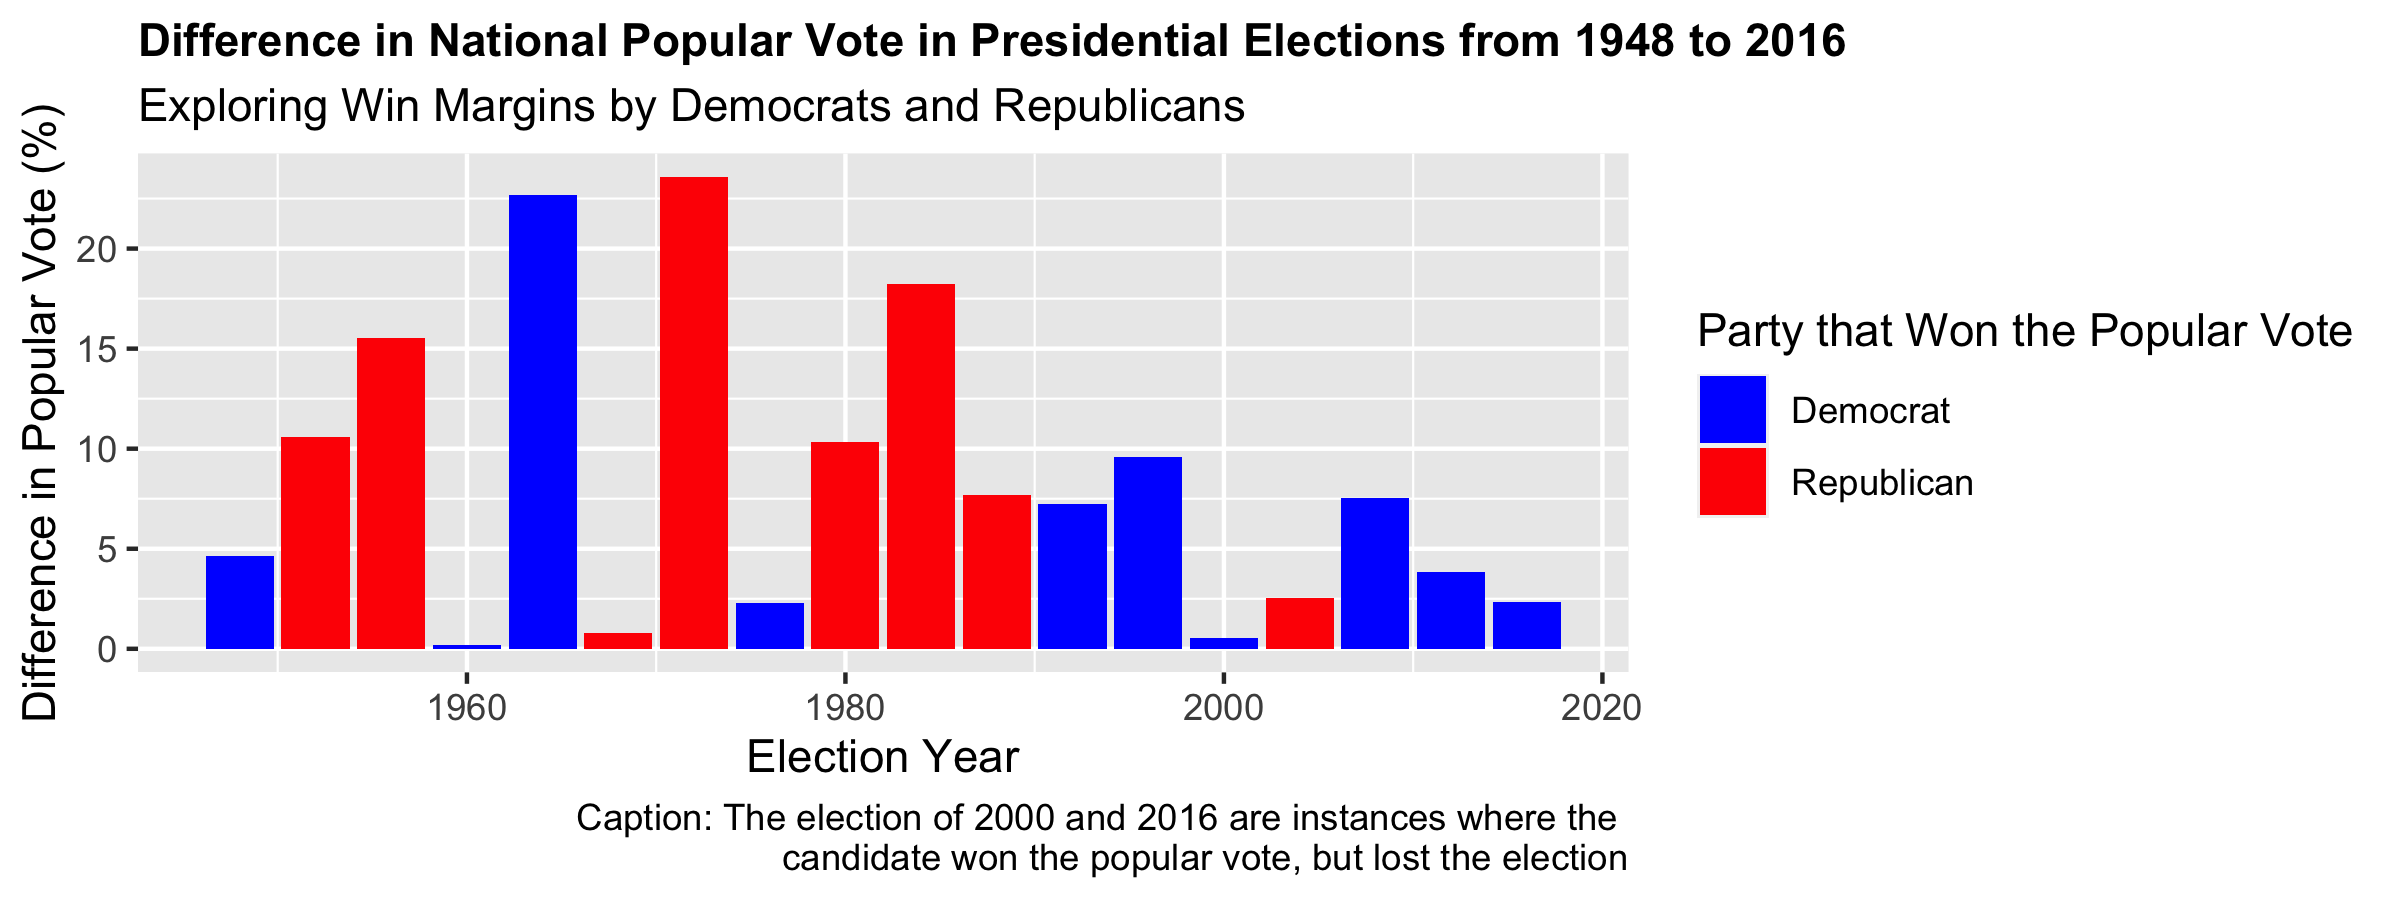 Difference in National Popular Vote in Presidential Elections from 1948 to 2016
Exploring Win Margins by Democrats and Republicans
Difference in Popular Vote (%)
20
15
10
5
0
1960
1980
2000
2020
Election Year
Party that Won the Popular Vote
Democrat
Republican
Caption: The election of 2000 and 2016 are instances where the
candidate won the popular vote, but lost the election